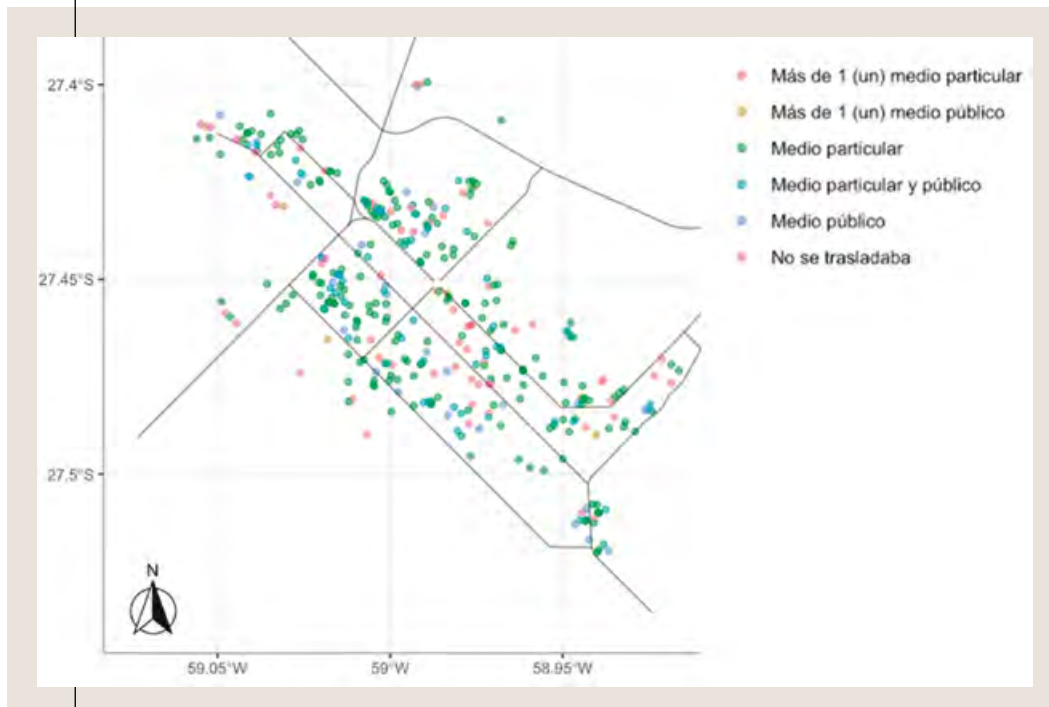 27.4°S
27.45°S
27.5°S
59.05°W
59°W
58.95°W
N
Más de 1 (un) medio particular
Más de 1 (un) medio público
Medio particular
Medio particular y público
Medio público
No se trasladaba